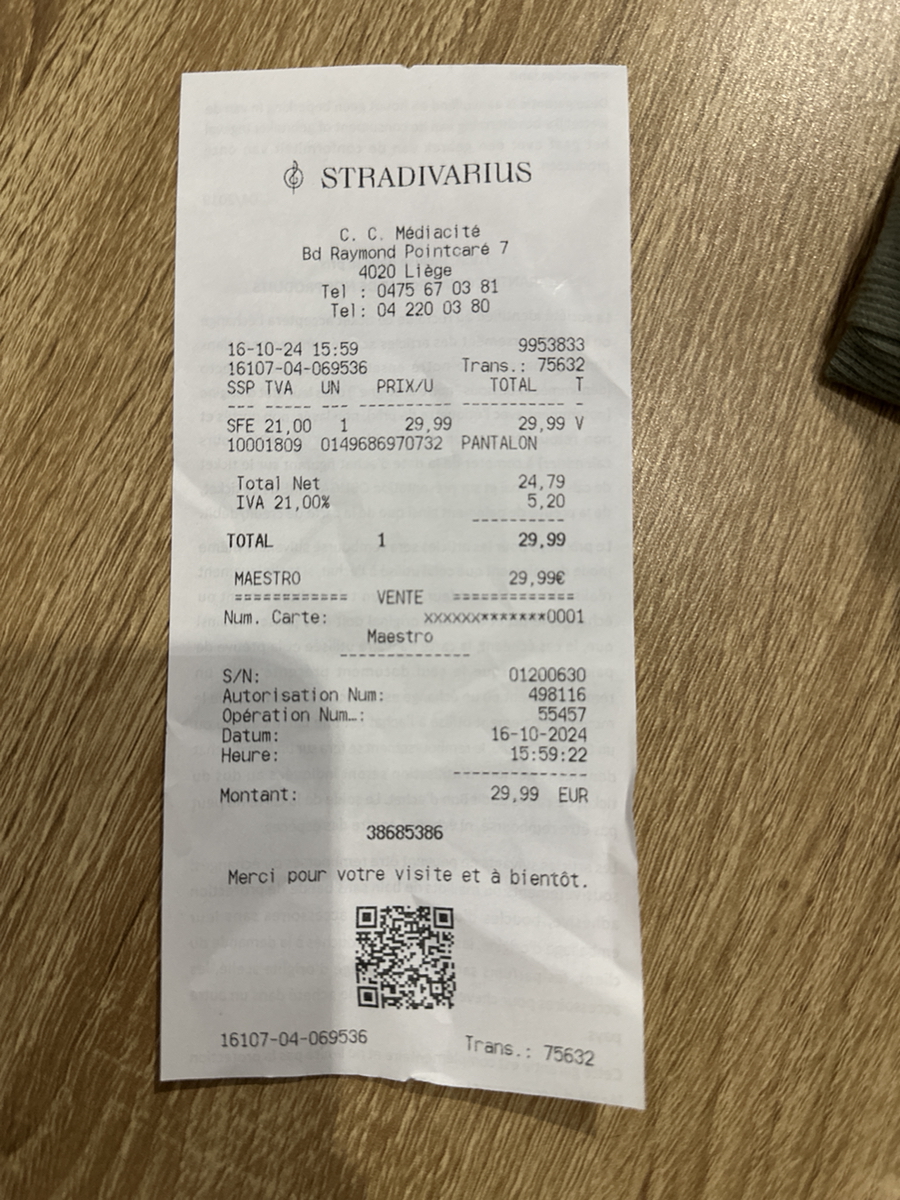 STRADIVARIUS
C. C. Médiacité
Bd Raymond Pointcaré 7
4020 Liège
Tel : 0475 67 03 81
Tel: 04 220 03 80
16-10-24 15:59 9953833
16107-04-069536 Trans.: 75632
SSP TVA UN PRIX/U TOTAL T
--- ----- --- ---------- ---------- -
SFE 21,00 1 29,99 29,99 V
10001809 0149686970732 PANTALON
Total Net 24,79
IVA 21,00% 5,20
----------
TOTAL 1 29,99
MAESTRO 29,99€
============ VENTE =============
Num. Carte: XXXXXX*******0001
Maestro
--------------
S/N: 01200630
Autorisation Num: 498116
Opération Num…: 55457
Datum: 16-10-2024
Heure: 15:59:22
--------------
Montant: 29,99 EUR
38685386
Merci pour votre visite et à bientôt.
16107-04-069536 Trans.: 75632